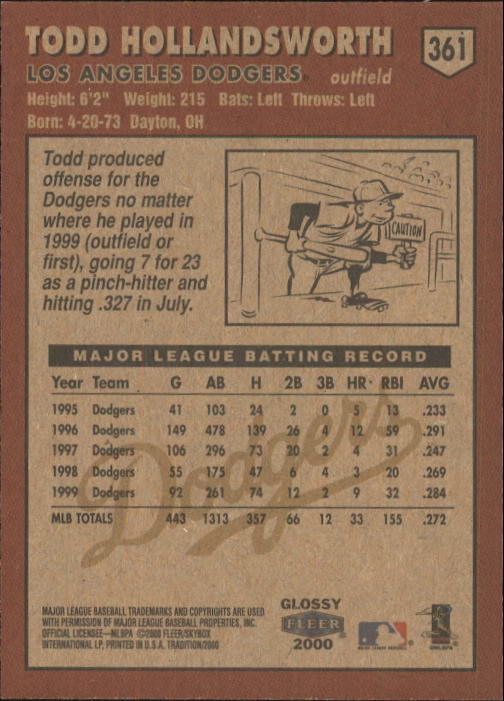 TODD HOLLANDSWORTH 361
LOS ANGELES DODGERS outfield
Height: 6'2" Weight: 215 Bats: Left Throws: Left
Born: 4-20-73 Dayton, OH
Todd produced
offense for the
Dodgers no matter
where he played in
1999 (outfield or
first), going 7 for 23
as a pinch-hitter and
hitting .327 in July.
CAUTION
MAJOR LEAGUE BATTING RECORD
Year Team G AB H 2B 3B HR RBI AVG
1995 Dodgers 41 103 24 2 0 5 13 .233
1996 Dodgers 149 478 139 26 4 12 59 .291
1997 Dodgers 106 296 73 20 2 4 31 .247
1998 Dodgers 55 175 47 6 4 3 20 .269
1999 Dodgers 92 261 74 12 2 9 32 .284
MLB TOTALS 443 1313 357 66 12 33 155 .272
Dodgers
MAJOR LEAGUE BASEBALL TRADEMARKS AND COPYRIGHTS ARE USED
WITH PERMISSION OF MAJOR LEAGUE BASEBALL PROPERTIES, INC.
OFFICIAL LICENSEE—MLBPA ©2000 FLEER/SKYBOX
INTERNATIONAL LP, PRINTED IN U.S.A. TRADITION/2000
GLOSSY
FLEER
2000
MAJOR LEAGUE BASEBALL
©MLBPA